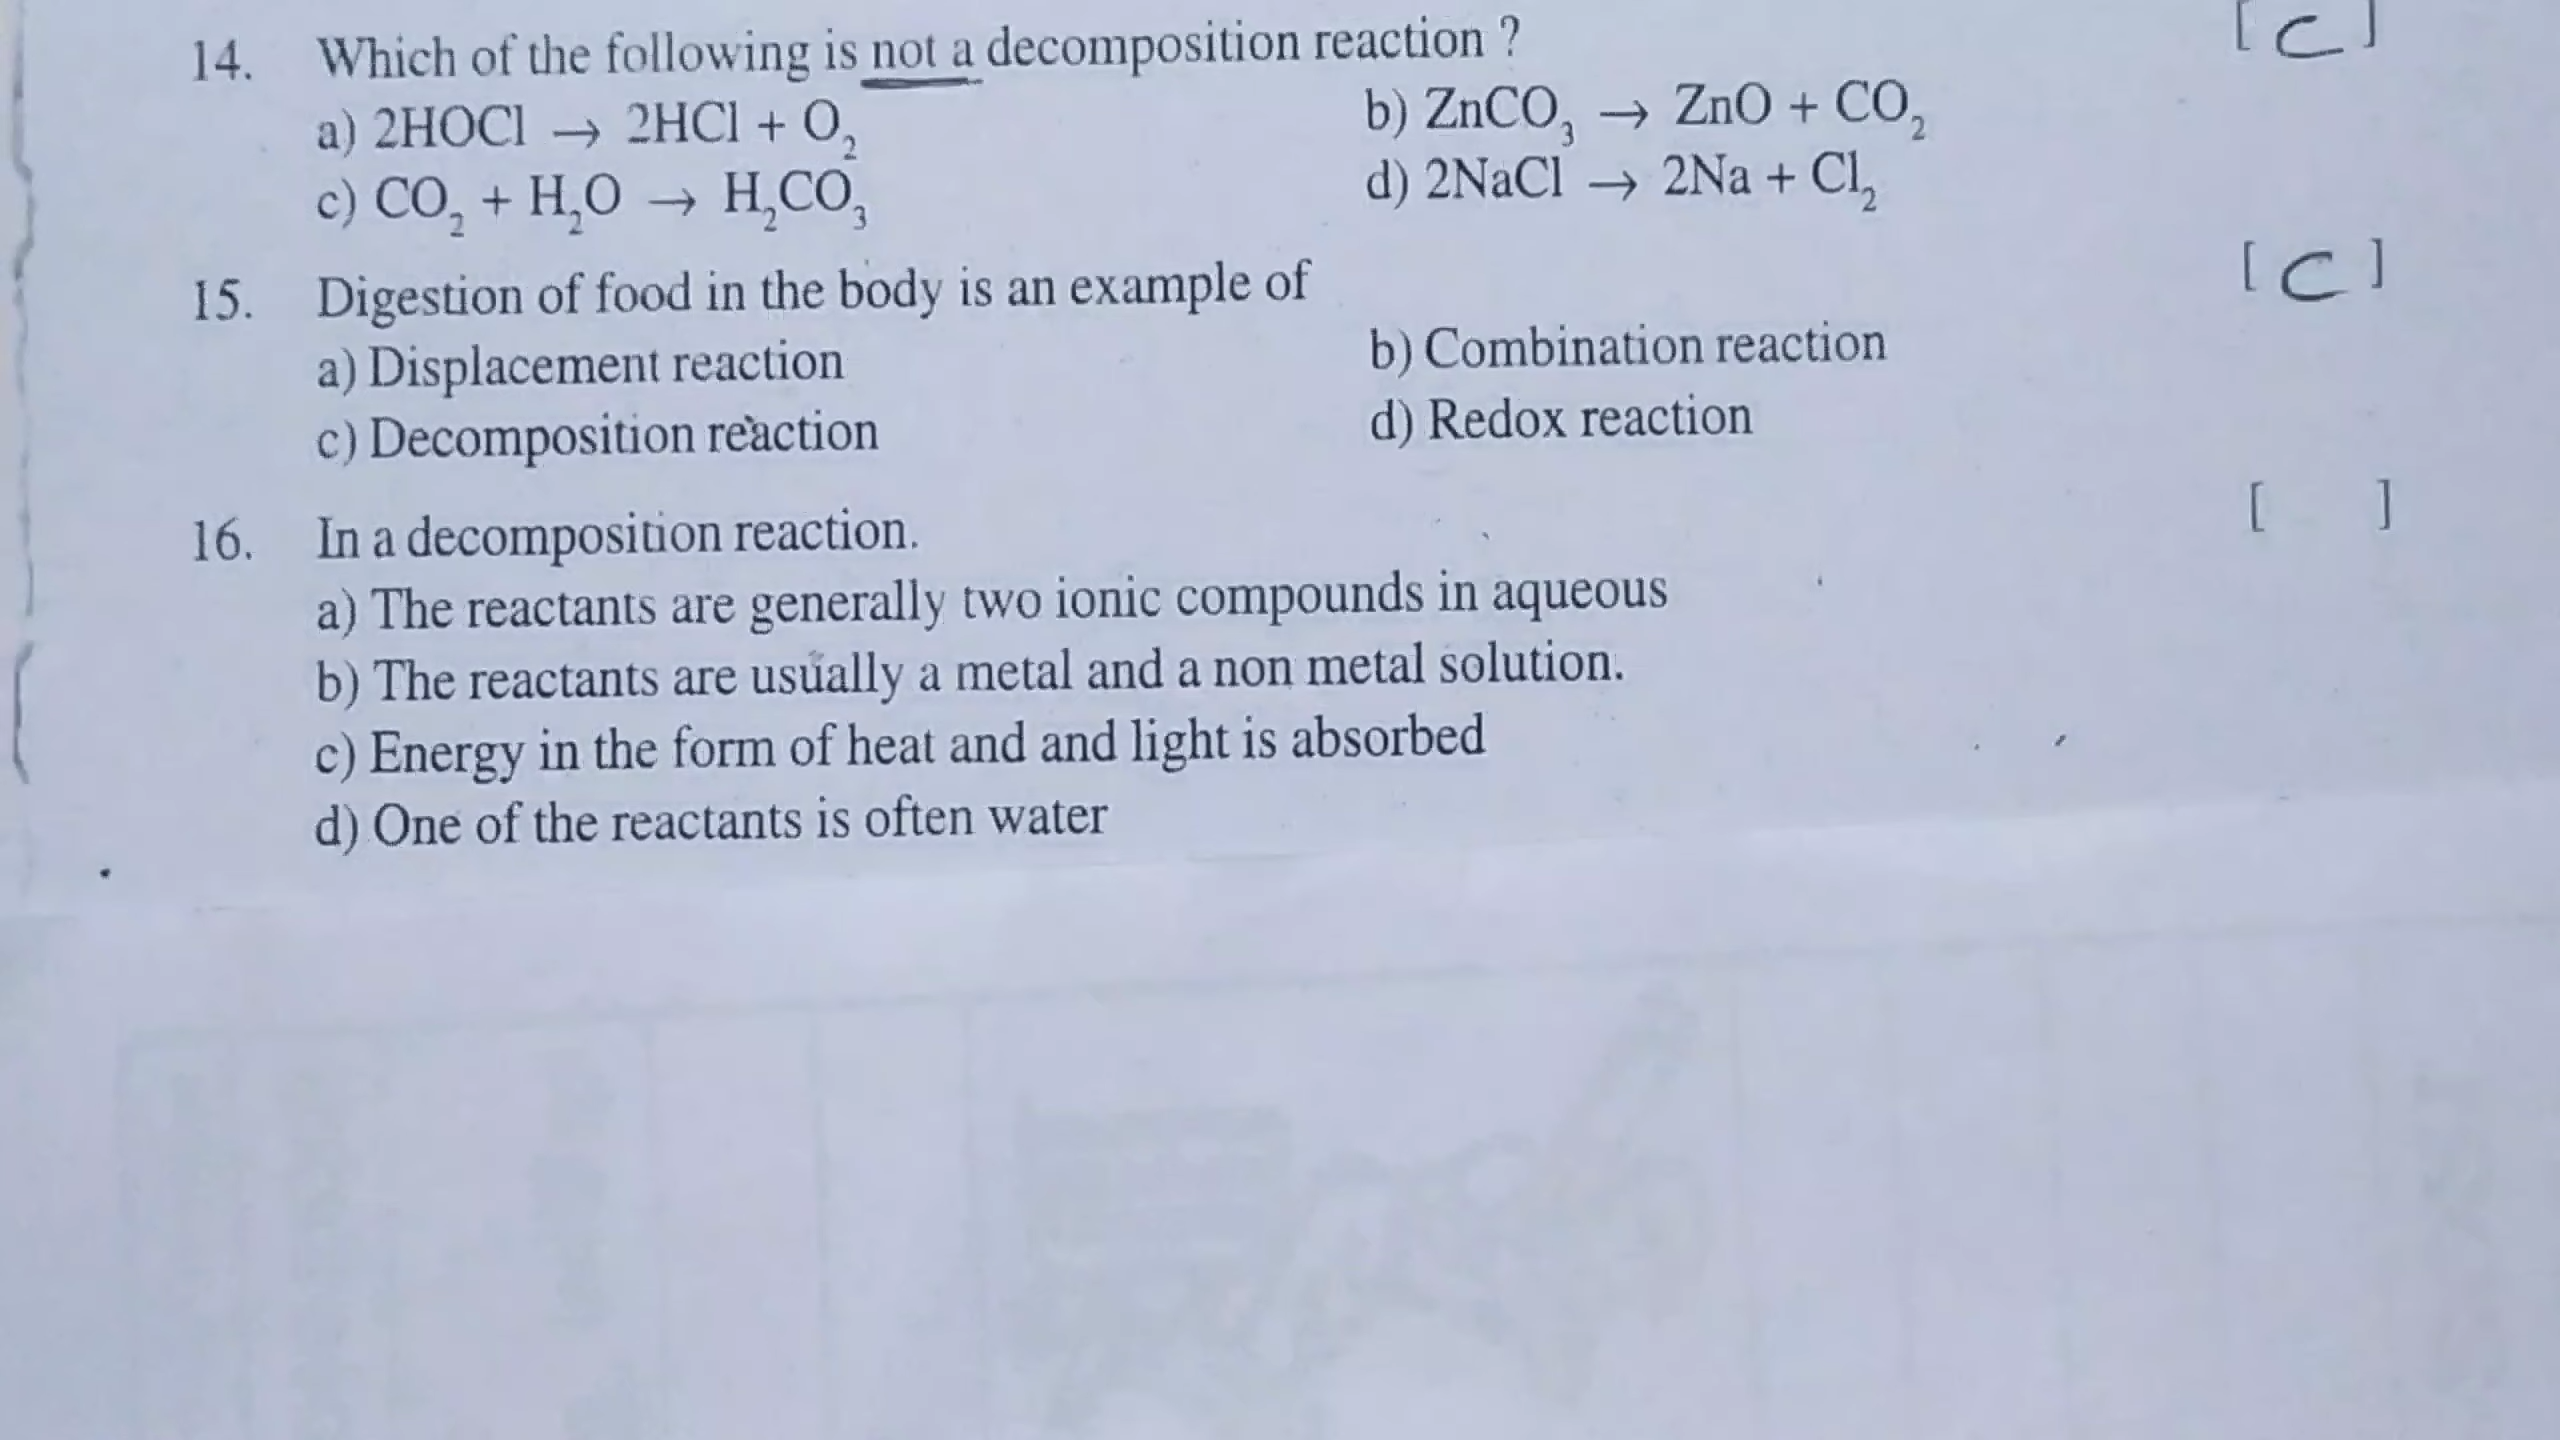 14. Which of the following is not a decomposition reaction ? [ C ]
a) 2HOCl → 2HCl + O₂ b) ZnCO₃ → ZnO + CO₂
c) CO₂ + H₂O → H₂CO₃ d) 2NaCl → 2Na + Cl₂
15. Digestion of food in the body is an example of [ C ]
a) Displacement reaction b) Combination reaction
c) Decomposition reaction d) Redox reaction
16. In a decomposition reaction. [ ]
a) The reactants are generally two ionic compounds in aqueous
b) The reactants are usually a metal and a non metal solution.
c) Energy in the form of heat and and light is absorbed
d) One of the reactants is often water